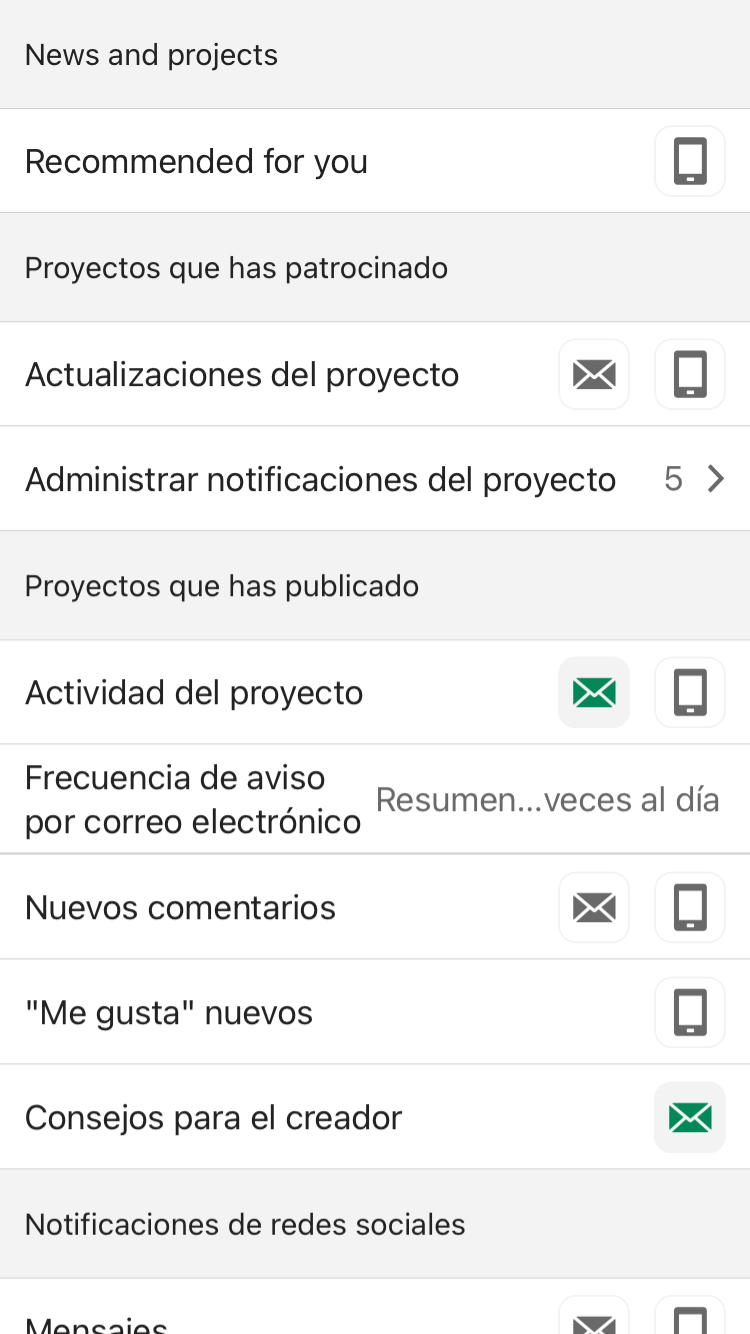 News and projects
Recommended for you
Proyectos que has patrocinado
Actualizaciones del proyecto
Administrar notificaciones del proyecto 5
Proyectos que has publicado
Actividad del proyecto
Frecuencia de aviso
por correo electrónico
Resumen...veces al día
Nuevos comentarios
"Me gusta" nuevos
Consejos para el creador
Notificaciones de redes sociales
Mensajes